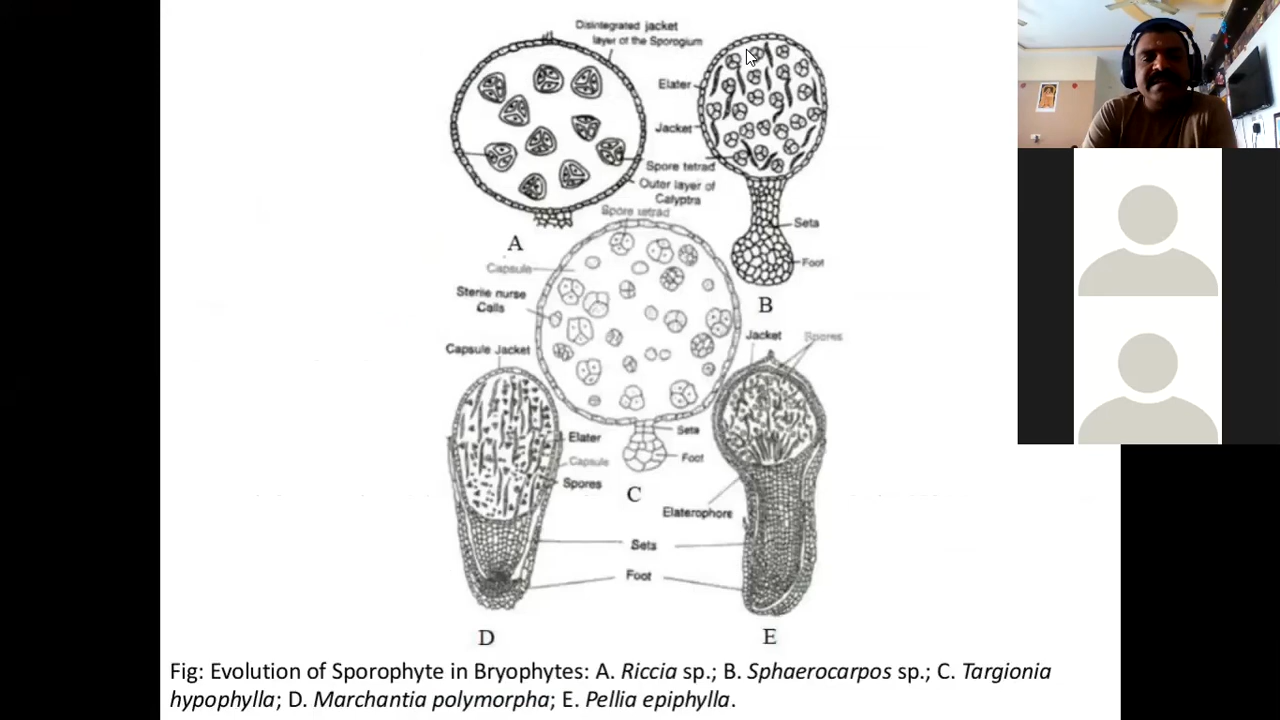 Disintegrated jacket
layer of the Sporogium
Elater
Jacket
Spore tetrad
Outer layer of
Calyptra
Spore tetrad
A
Seta
Foot
B
Capsule
Sterile nurse
Cells
Capsule Jacket
Jacket
Spores
Elater
Capsule
Spores
Seta
Foot
C
Elaterophore
Seta
Foot
D
E
Fig: Evolution of Sporophyte in Bryophytes: A. Riccia sp.; B. Sphaerocarpos sp.; C. Targionia
hypophylla; D. Marchantia polymorpha; E. Pellia epiphylla.